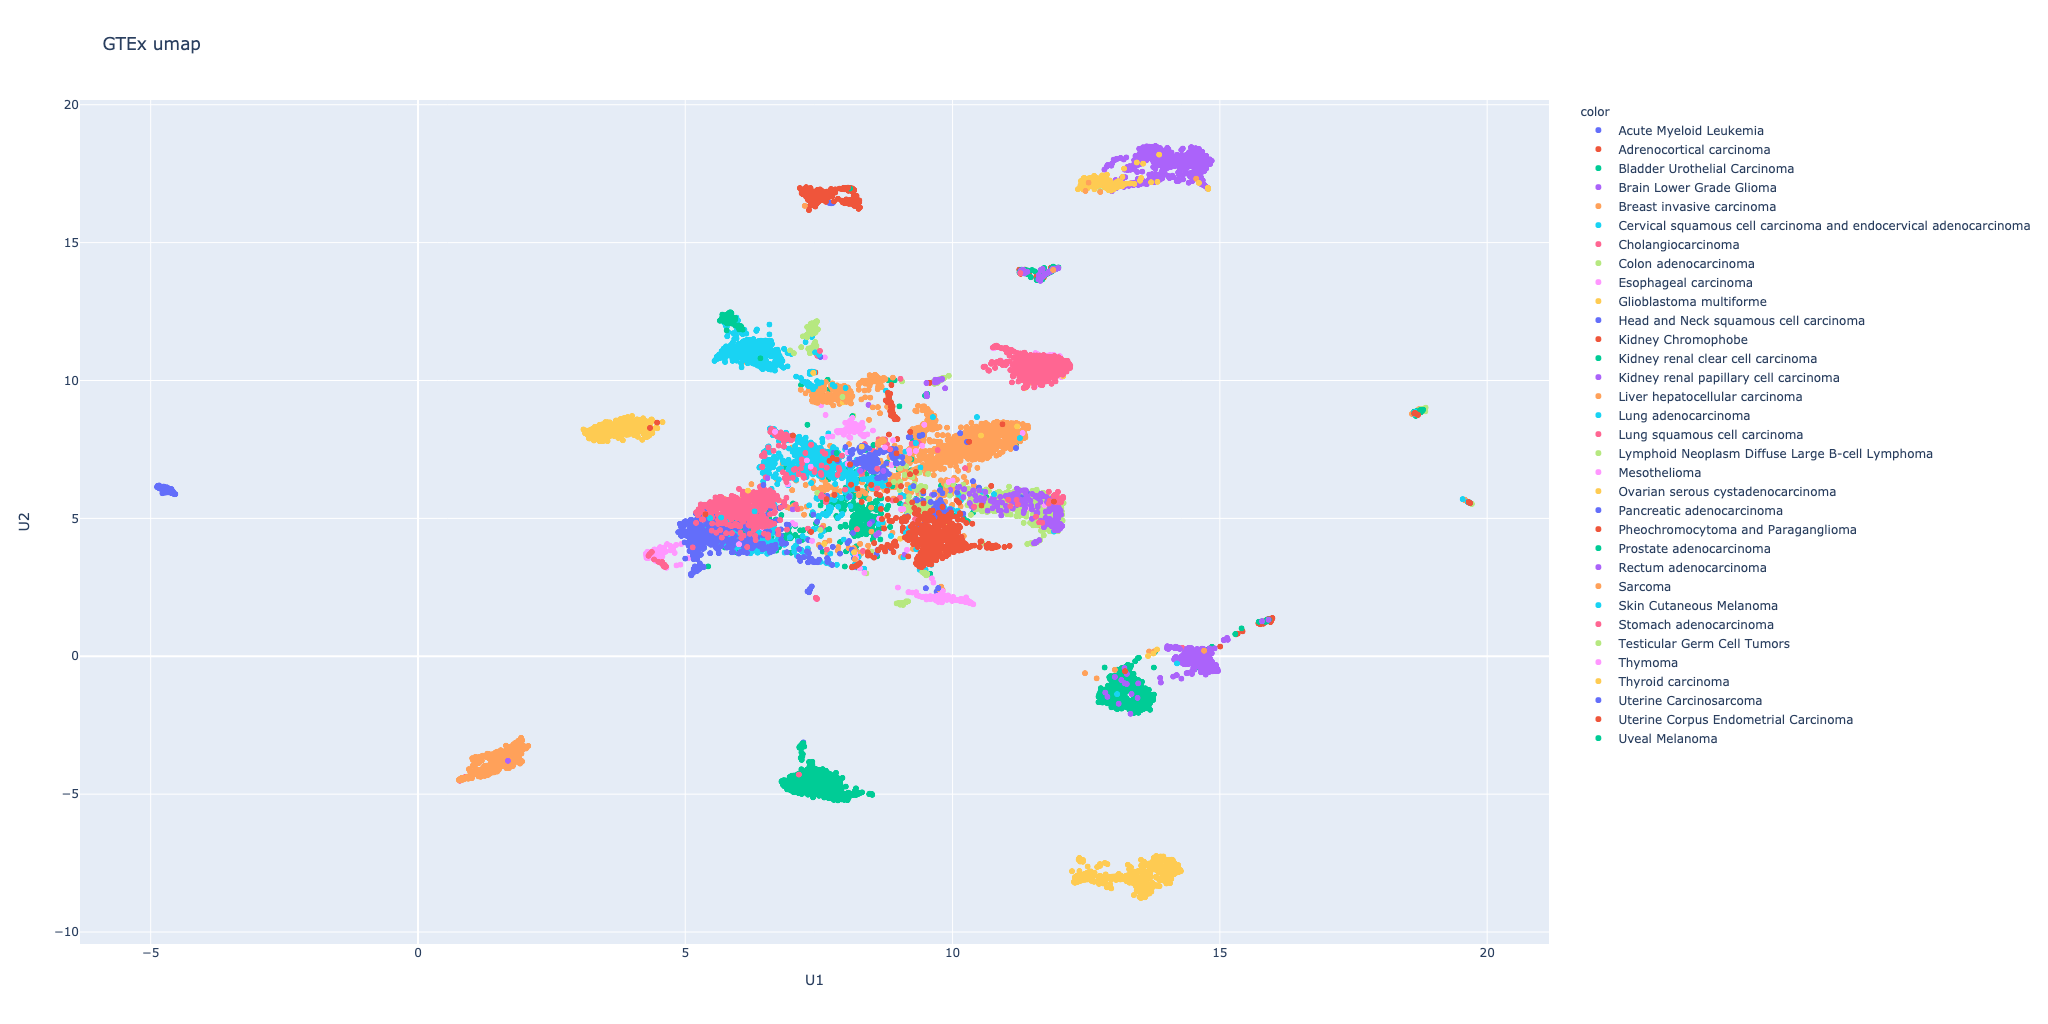 GTEx umap
20
15
10
5
0
−5
−10
U2
−5
0
5
10
15
20
U1
color
Acute Myeloid Leukemia
Adrenocortical carcinoma
Bladder Urothelial Carcinoma
Brain Lower Grade Glioma
Breast invasive carcinoma
Cervical squamous cell carcinoma and endocervical adenocarcinoma
Cholangiocarcinoma
Colon adenocarcinoma
Esophageal carcinoma
Glioblastoma multiforme
Head and Neck squamous cell carcinoma
Kidney Chromophobe
Kidney renal clear cell carcinoma
Kidney renal papillary cell carcinoma
Liver hepatocellular carcinoma
Lung adenocarcinoma
Lung squamous cell carcinoma
Lymphoid Neoplasm Diffuse Large B-cell Lymphoma
Mesothelioma
Ovarian serous cystadenocarcinoma
Pancreatic adenocarcinoma
Pheochromocytoma and Paraganglioma
Prostate adenocarcinoma
Rectum adenocarcinoma
Sarcoma
Skin Cutaneous Melanoma
Stomach adenocarcinoma
Testicular Germ Cell Tumors
Thymoma
Thyroid carcinoma
Uterine Carcinosarcoma
Uterine Corpus Endometrial Carcinoma
Uveal Melanoma